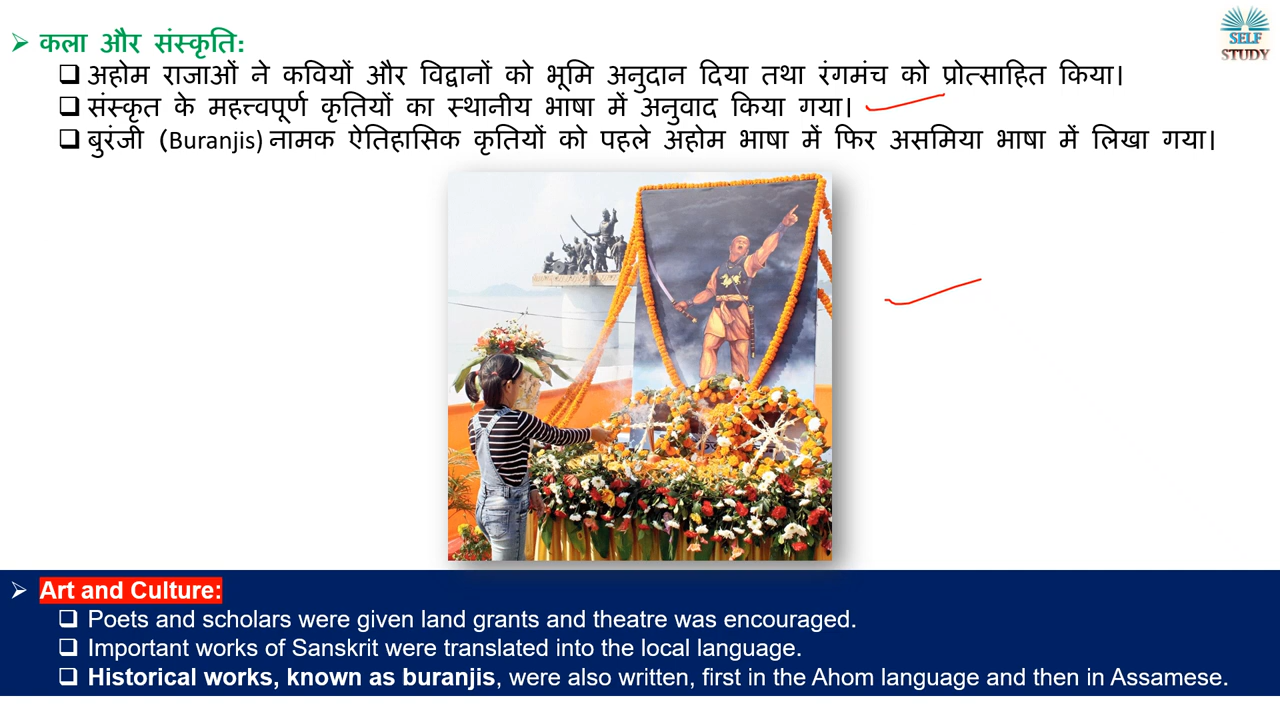 ➢ कला और संस्कृति:
SELF
STUDY
❑ अहोम राजाओं ने कवियों और विद्वानों को भूमि अनुदान दिया तथा रंगमंच को प्रोत्साहित किया।
❑ संस्कृत के महत्त्वपूर्ण कृतियों का स्थानीय भाषा में अनुवाद किया गया।
❑ बुरंजी (Buranjis) नामक ऐतिहासिक कृतियों को पहले अहोम भाषा में फिर असमिया भाषा में लिखा गया।
➢ Art and Culture:
❑ Poets and scholars were given land grants and theatre was encouraged.
❑ Important works of Sanskrit were translated into the local language.
❑ Historical works, known as buranjis, were also written, first in the Ahom language and then in Assamese.